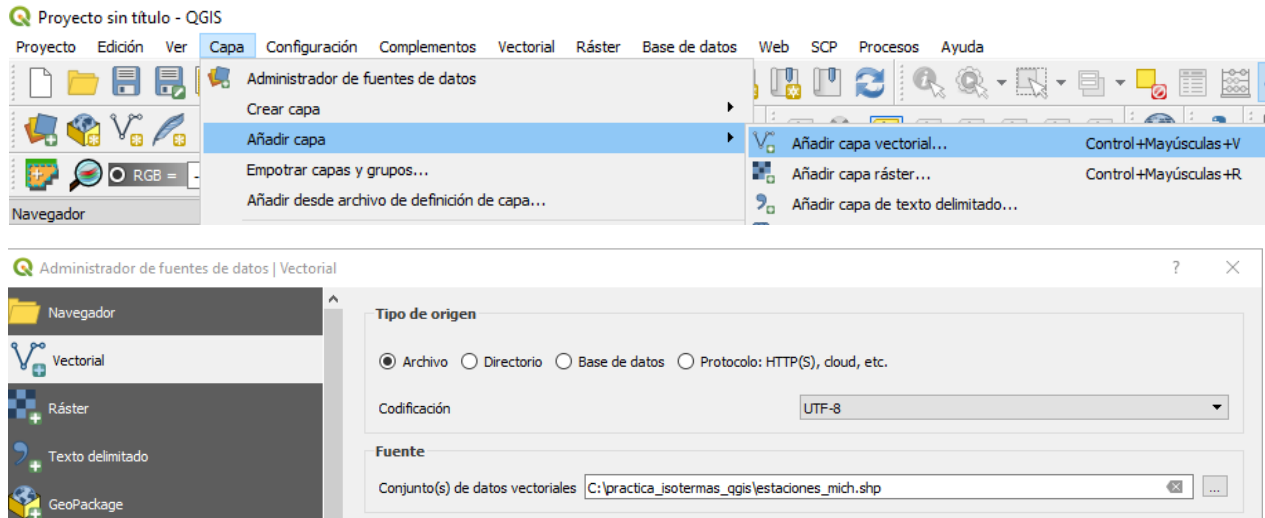 Proyecto sin título - QGIS
Proyecto Edición Ver Capa Configuración Complementos Vectorial Ráster Base de datos Web SCP Procesos Ayuda
Administrador de fuentes de datos
Crear capa
Añadir capa
Añadir capa vectorial... Control+Mayúsculas+V
RGB =
Empotrar capas y grupos...
Añadir capa ráster... Control+Mayúsculas+R
Navegador
Añadir desde archivo de definición de capa...
Añadir capa de texto delimitado...
Administrador de fuentes de datos | Vectorial
Navegador
Tipo de origen
Vectorial
Archivo Directorio Base de datos Protocolo: HTTP(S), cloud, etc.
Ráster
Codificación UTF-8
Texto delimitado
Fuente
Conjunto(s) de datos vectoriales C:\practica_isotermas_qgis\estaciones_mich.shp ...
GeoPackage